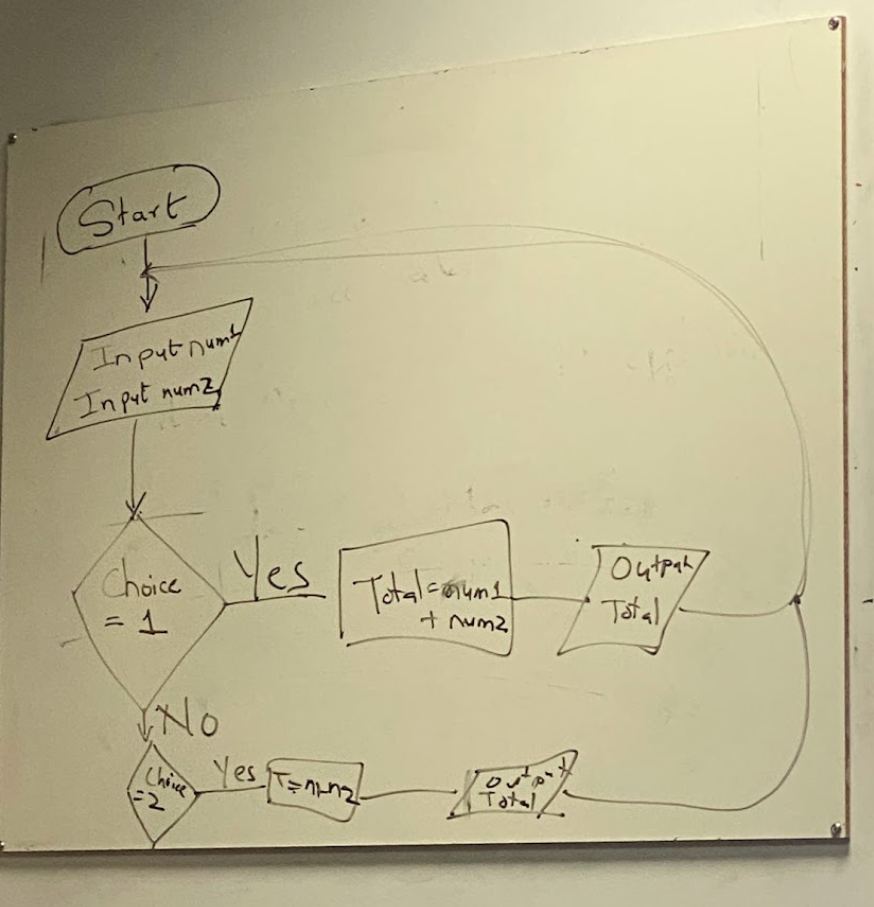 Start
Input num1
Input num2
Choice
= 1
Yes
Total = num1
+ num2
Output
Total
No
Choice
=2
Yes
T=n1-n2
Output
Total